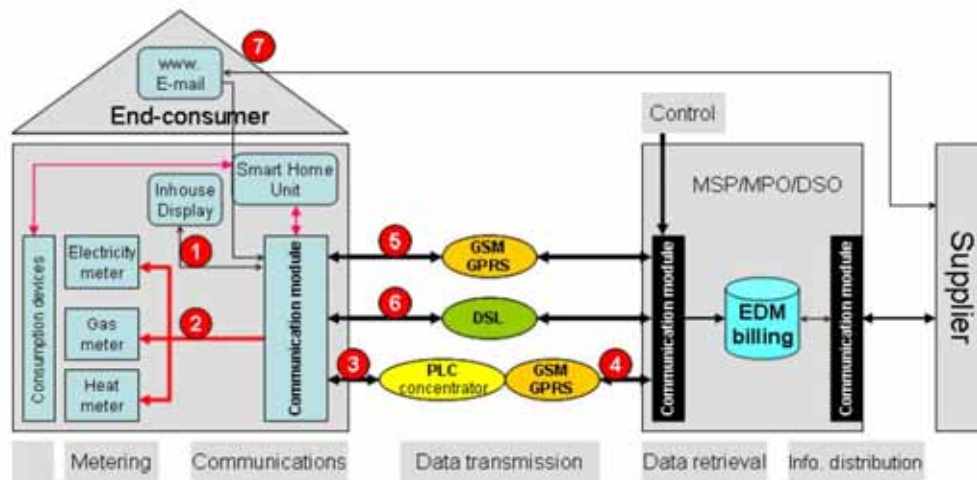 7
www.
E-mail
End-consumer
Control
Smart Home
Unit
Inhouse
Display
MSP/MPO/DSO
Supplier
Consumption devices
Electricity
meter
1
Gas
meter
2
Heat
meter
Communication module
5
GSM
GPRS
6
DSL
3
PLC
concentrator
GSM
GPRS
4
Communication module
EDM
billing
Communication module
Metering
Communications
Data transmission
Data retrieval
Info. distribution